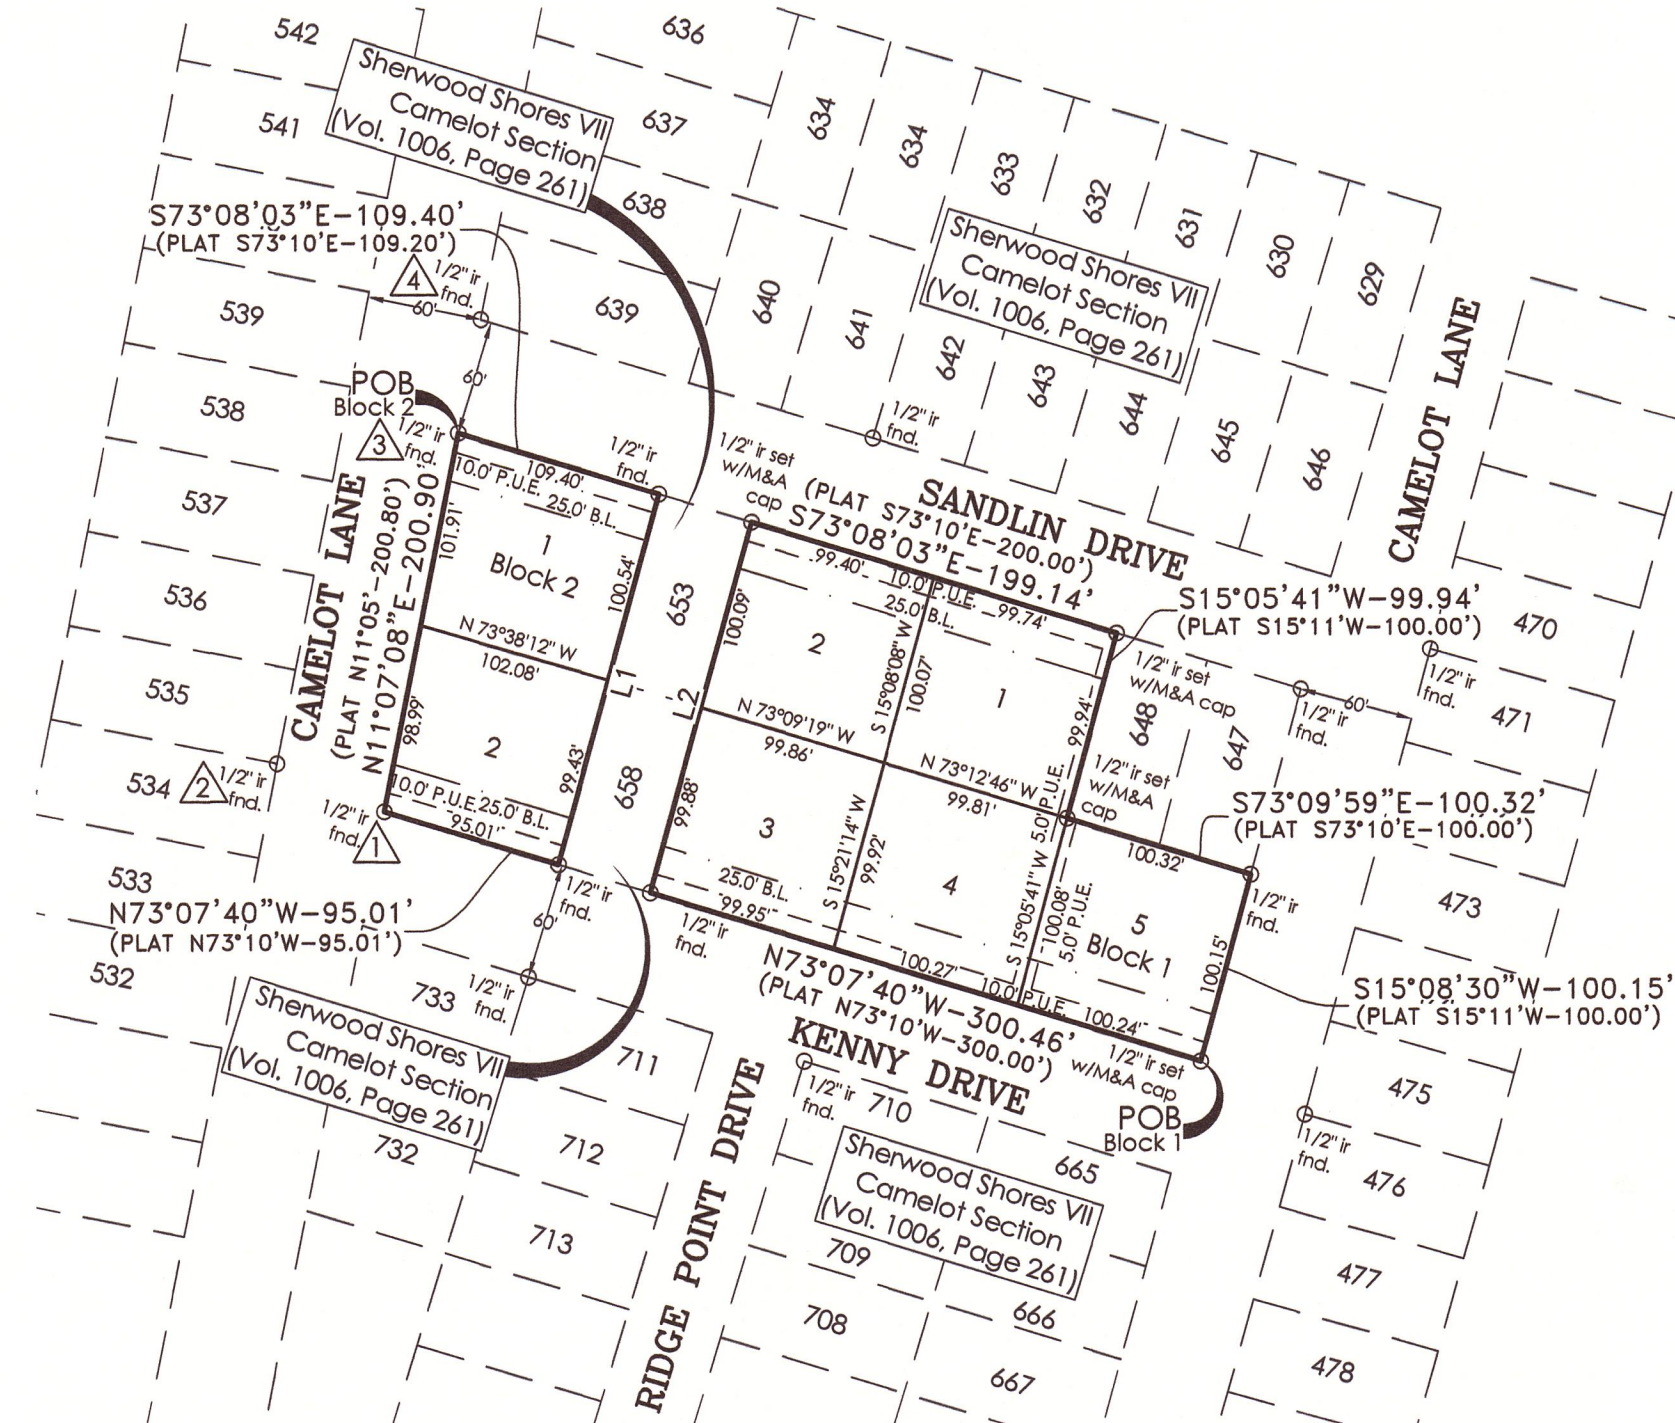 542
636
Sherwood Shores VII
Camelot Section
(Vol. 1006, Page 261)
541
637
634
634
633
632
631
630
629
638
S73°08'03"E-109.40'
(PLAT S73°10'E-109.20')
4
1/2" ir
fnd.
60'
539
639
640
641
642
643
644
645
646
Sherwood Shores VII
Camelot Section
(Vol. 1006, Page 261)
CAMELOT LANE
60'
POB
Block 2
538
3
1/2" ir
fnd.
1/2" ir
fnd.
1/2" ir set
w/M&A
cap
1/2" ir
fnd.
SANDLIN DRIVE
(PLAT S73°10'E-200.00')
S73°08'03"E-199.14'
537
536
535
534
CAMELOT LANE
(PLAT N11°05'-200.80')
N11°07'08"E-200.90'
109.40'
10.0' P.U.E.
25.0' B.L.
101.91'
1
Block 2
100.54'
N 73°38'12" W
102.08'
98.99'
2
99.43'
10.0' P.U.E.
25.0' B.L.
95.01'
653
L1
L2
658
100.09'
99.40'
10.0' P.U.E.
99.74'
25.0' B.L.
2
S 15°08'08" W
100.07'
1
99.94'
N 73°09'19" W
99.86'
N 73°12'46" W
99.81'
99.88'
3
S 15°21'14" W
99.92'
4
25.0' B.L.
99.95'
S 15°05'41" W
5.0' P.U.E.
100.08'
5.0' P.U.E.
100.27'
10.0' P.U.E.
100.24'
100.32'
5
Block 1
100.15'
S15°05'41"W-99.94'
(PLAT S15°11'W-100.00')
1/2" ir set
w/M&A cap
648
647
1/2" ir set
w/M&A
cap
1/2" ir
fnd.
60'
1/2" ir
fnd.
470
471
S73°09'59"E-100.32'
(PLAT S73°10'E-100.00')
1/2" ir
fnd.
473
S15°08'30"W-100.15'
(PLAT S15°11'W-100.00')
2
1/2" ir
fnd.
1/2" ir
fnd.
1
533
N73°07'40"W-95.01'
(PLAT N73°10'W-95.01')
532
1/2" ir
fnd.
60'
1/2" ir
fnd.
1/2" ir
fnd.
733
Sherwood Shores VII
Camelot Section
(Vol. 1006, Page 261)
732
711
712
713
RIDGE POINT DRIVE
N73°07'40"W-300.46'
(PLAT N73°10'W-300.00')
KENNY DRIVE
1/2" ir set
w/M&A cap
POB
Block 1
1/2" ir
fnd.
710
665
Sherwood Shores VII
Camelot Section
(Vol. 1006, Page 261)
709
708
666
667
1/2" ir
fnd.
475
476
477
478